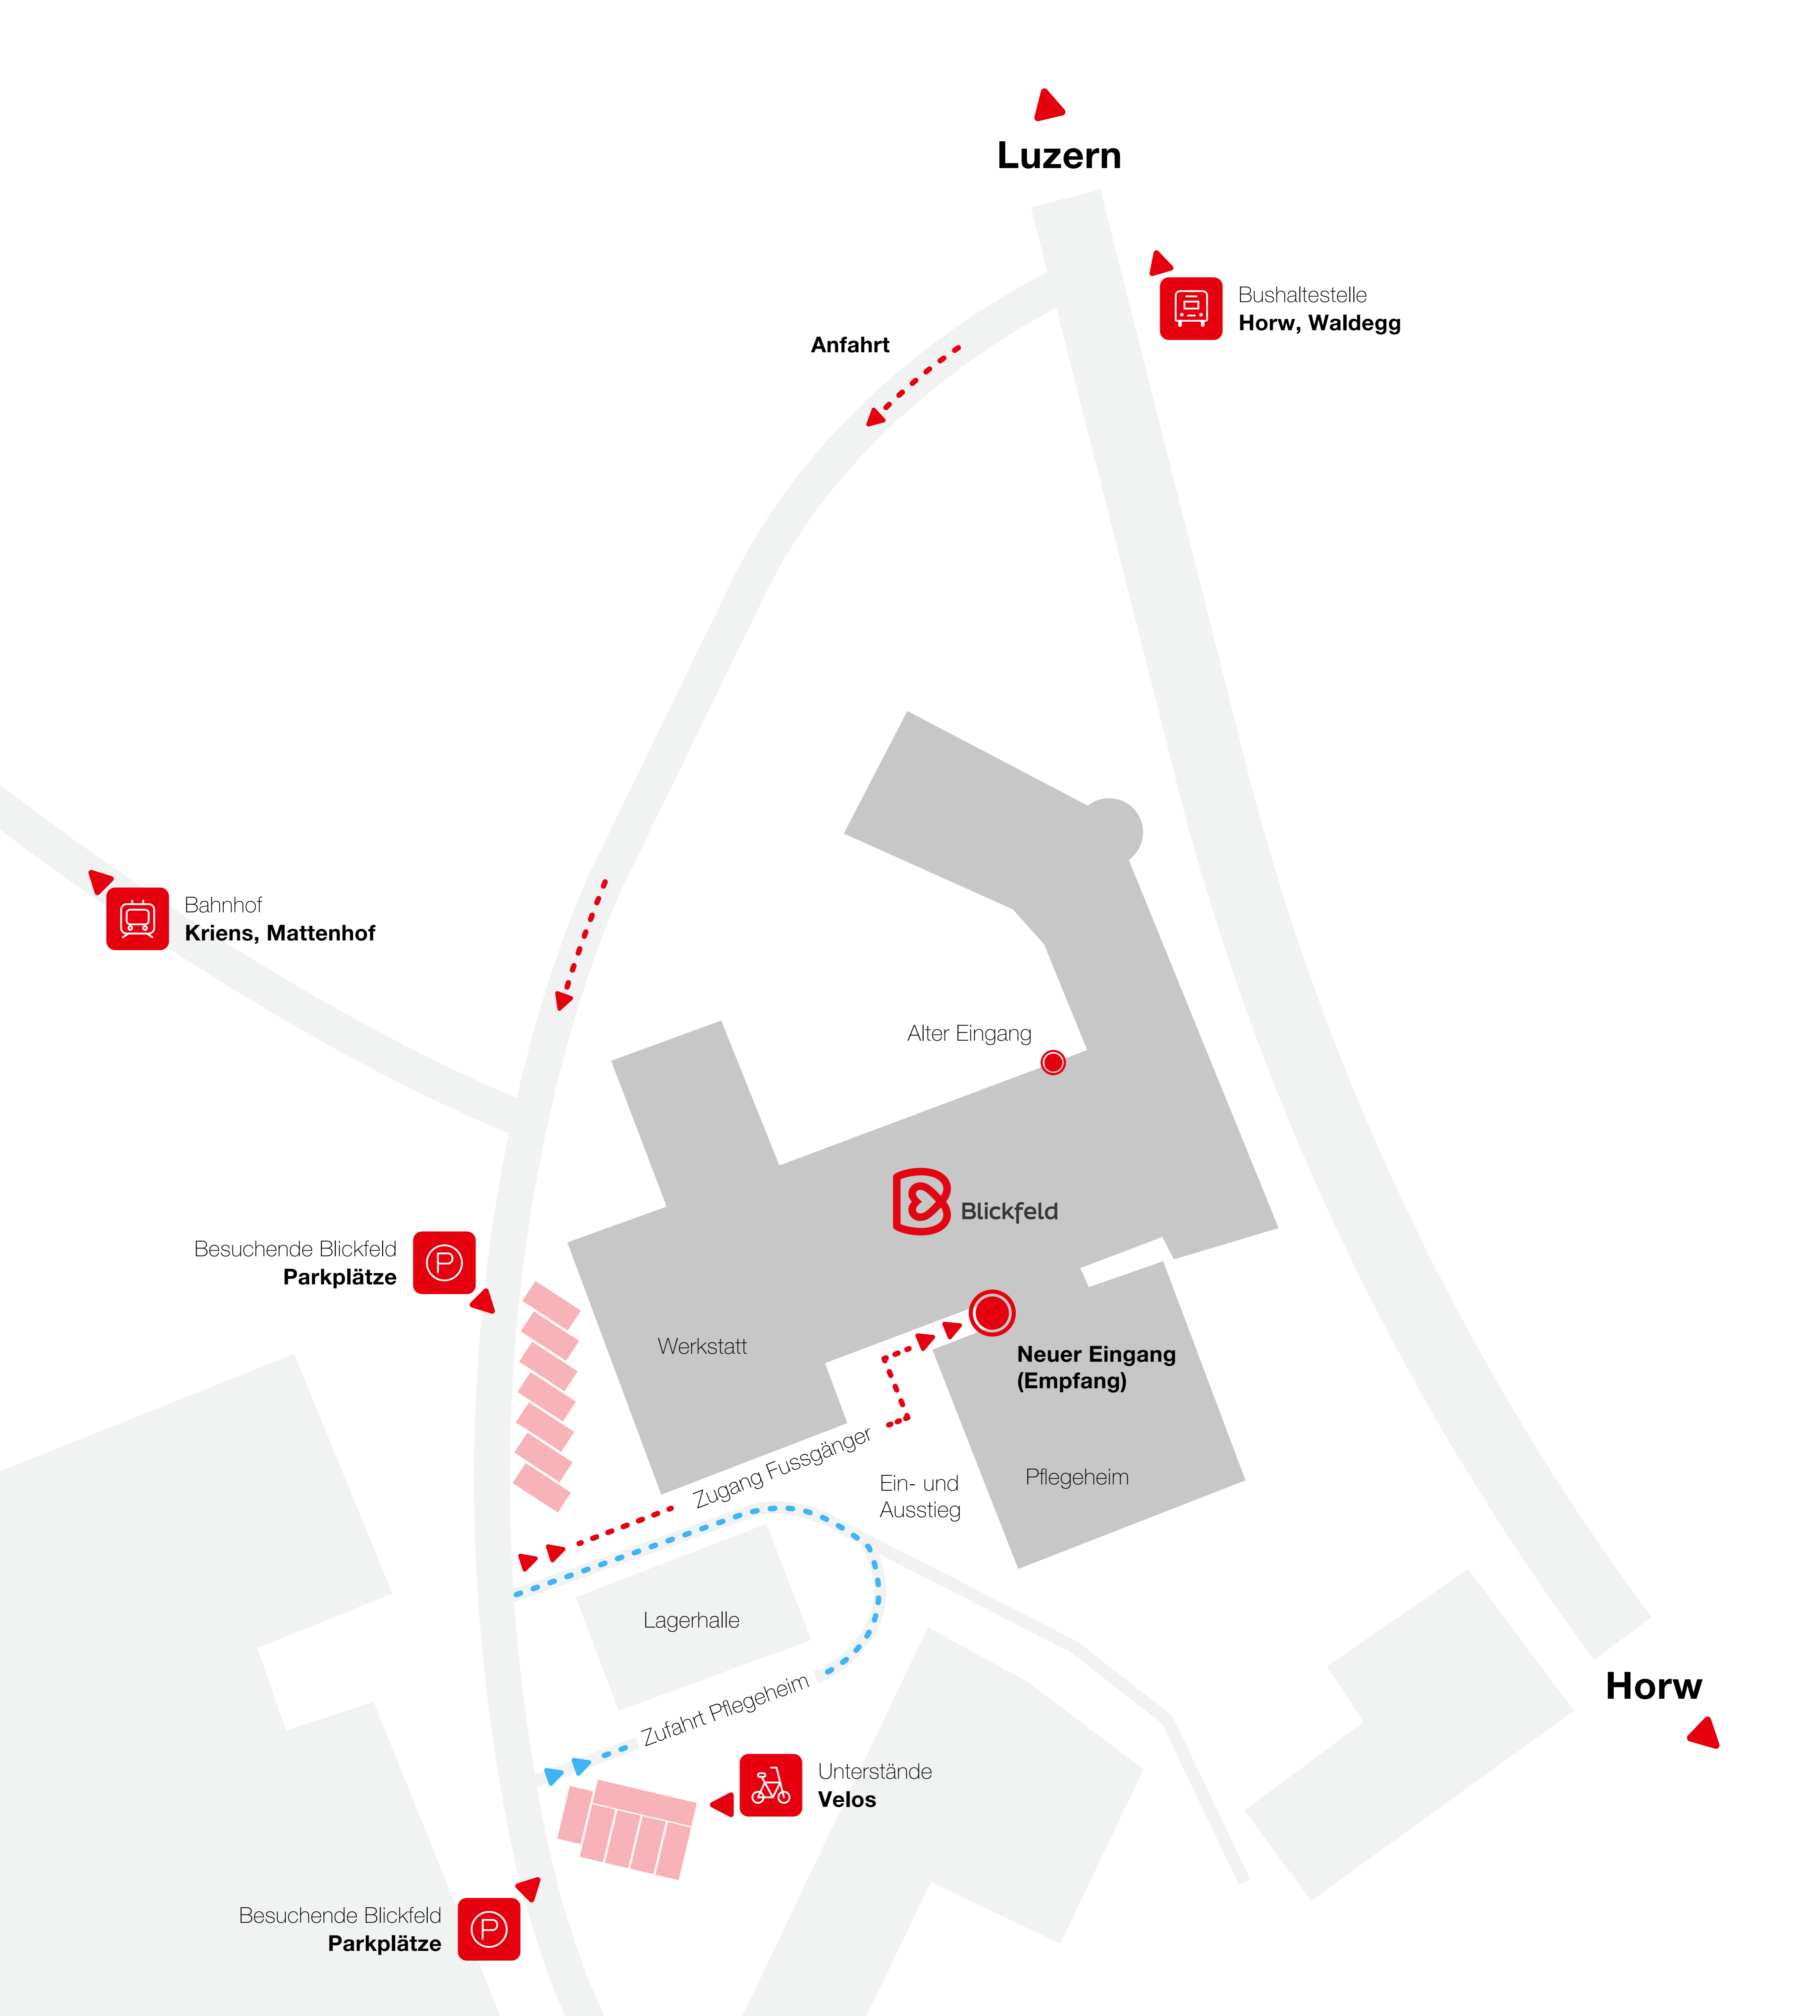 Luzern
Bushaltestelle
Horw, Waldegg
Anfahrt
Bahnhof
Kriens, Mattenhof
Alter Eingang
Blickfeld
Besuchende Blickfeld
Parkplätze
P
Werkstatt
Neuer Eingang
(Empfang)
Zugang Fussgänger
Ein- und
Ausstieg
Pflegeheim
Lagerhalle
Zufahrt Pflegeheim
Horw
Unterstände
Velos
Besuchende Blickfeld
Parkplätze
P